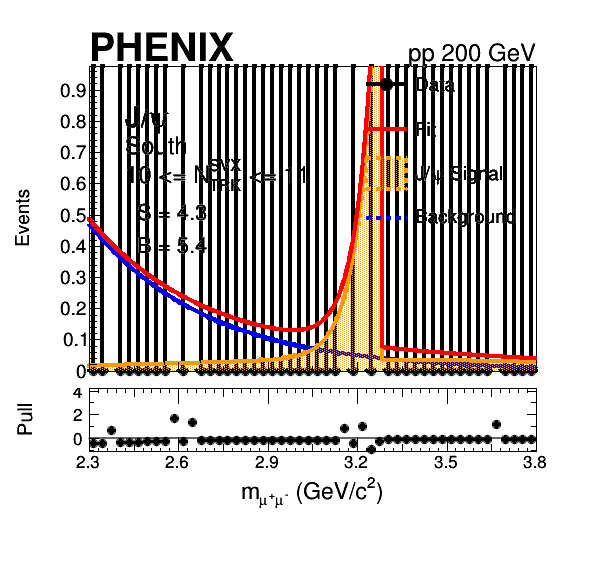 PHENIX pp 200 GeV
J/ψ
South
10 <= N^SVX_TRK <= 11
S = 4.3
B = 5.4
Data
Fit
J/ψ Signal
Background
Events
0.9
0.8
0.7
0.6
0.5
0.4
0.3
0.2
0.1
0
Pull
4
2
0
2.3 2.6 2.9 3.2 3.5 3.8
m_μ⁺μ⁻ (GeV/c²)